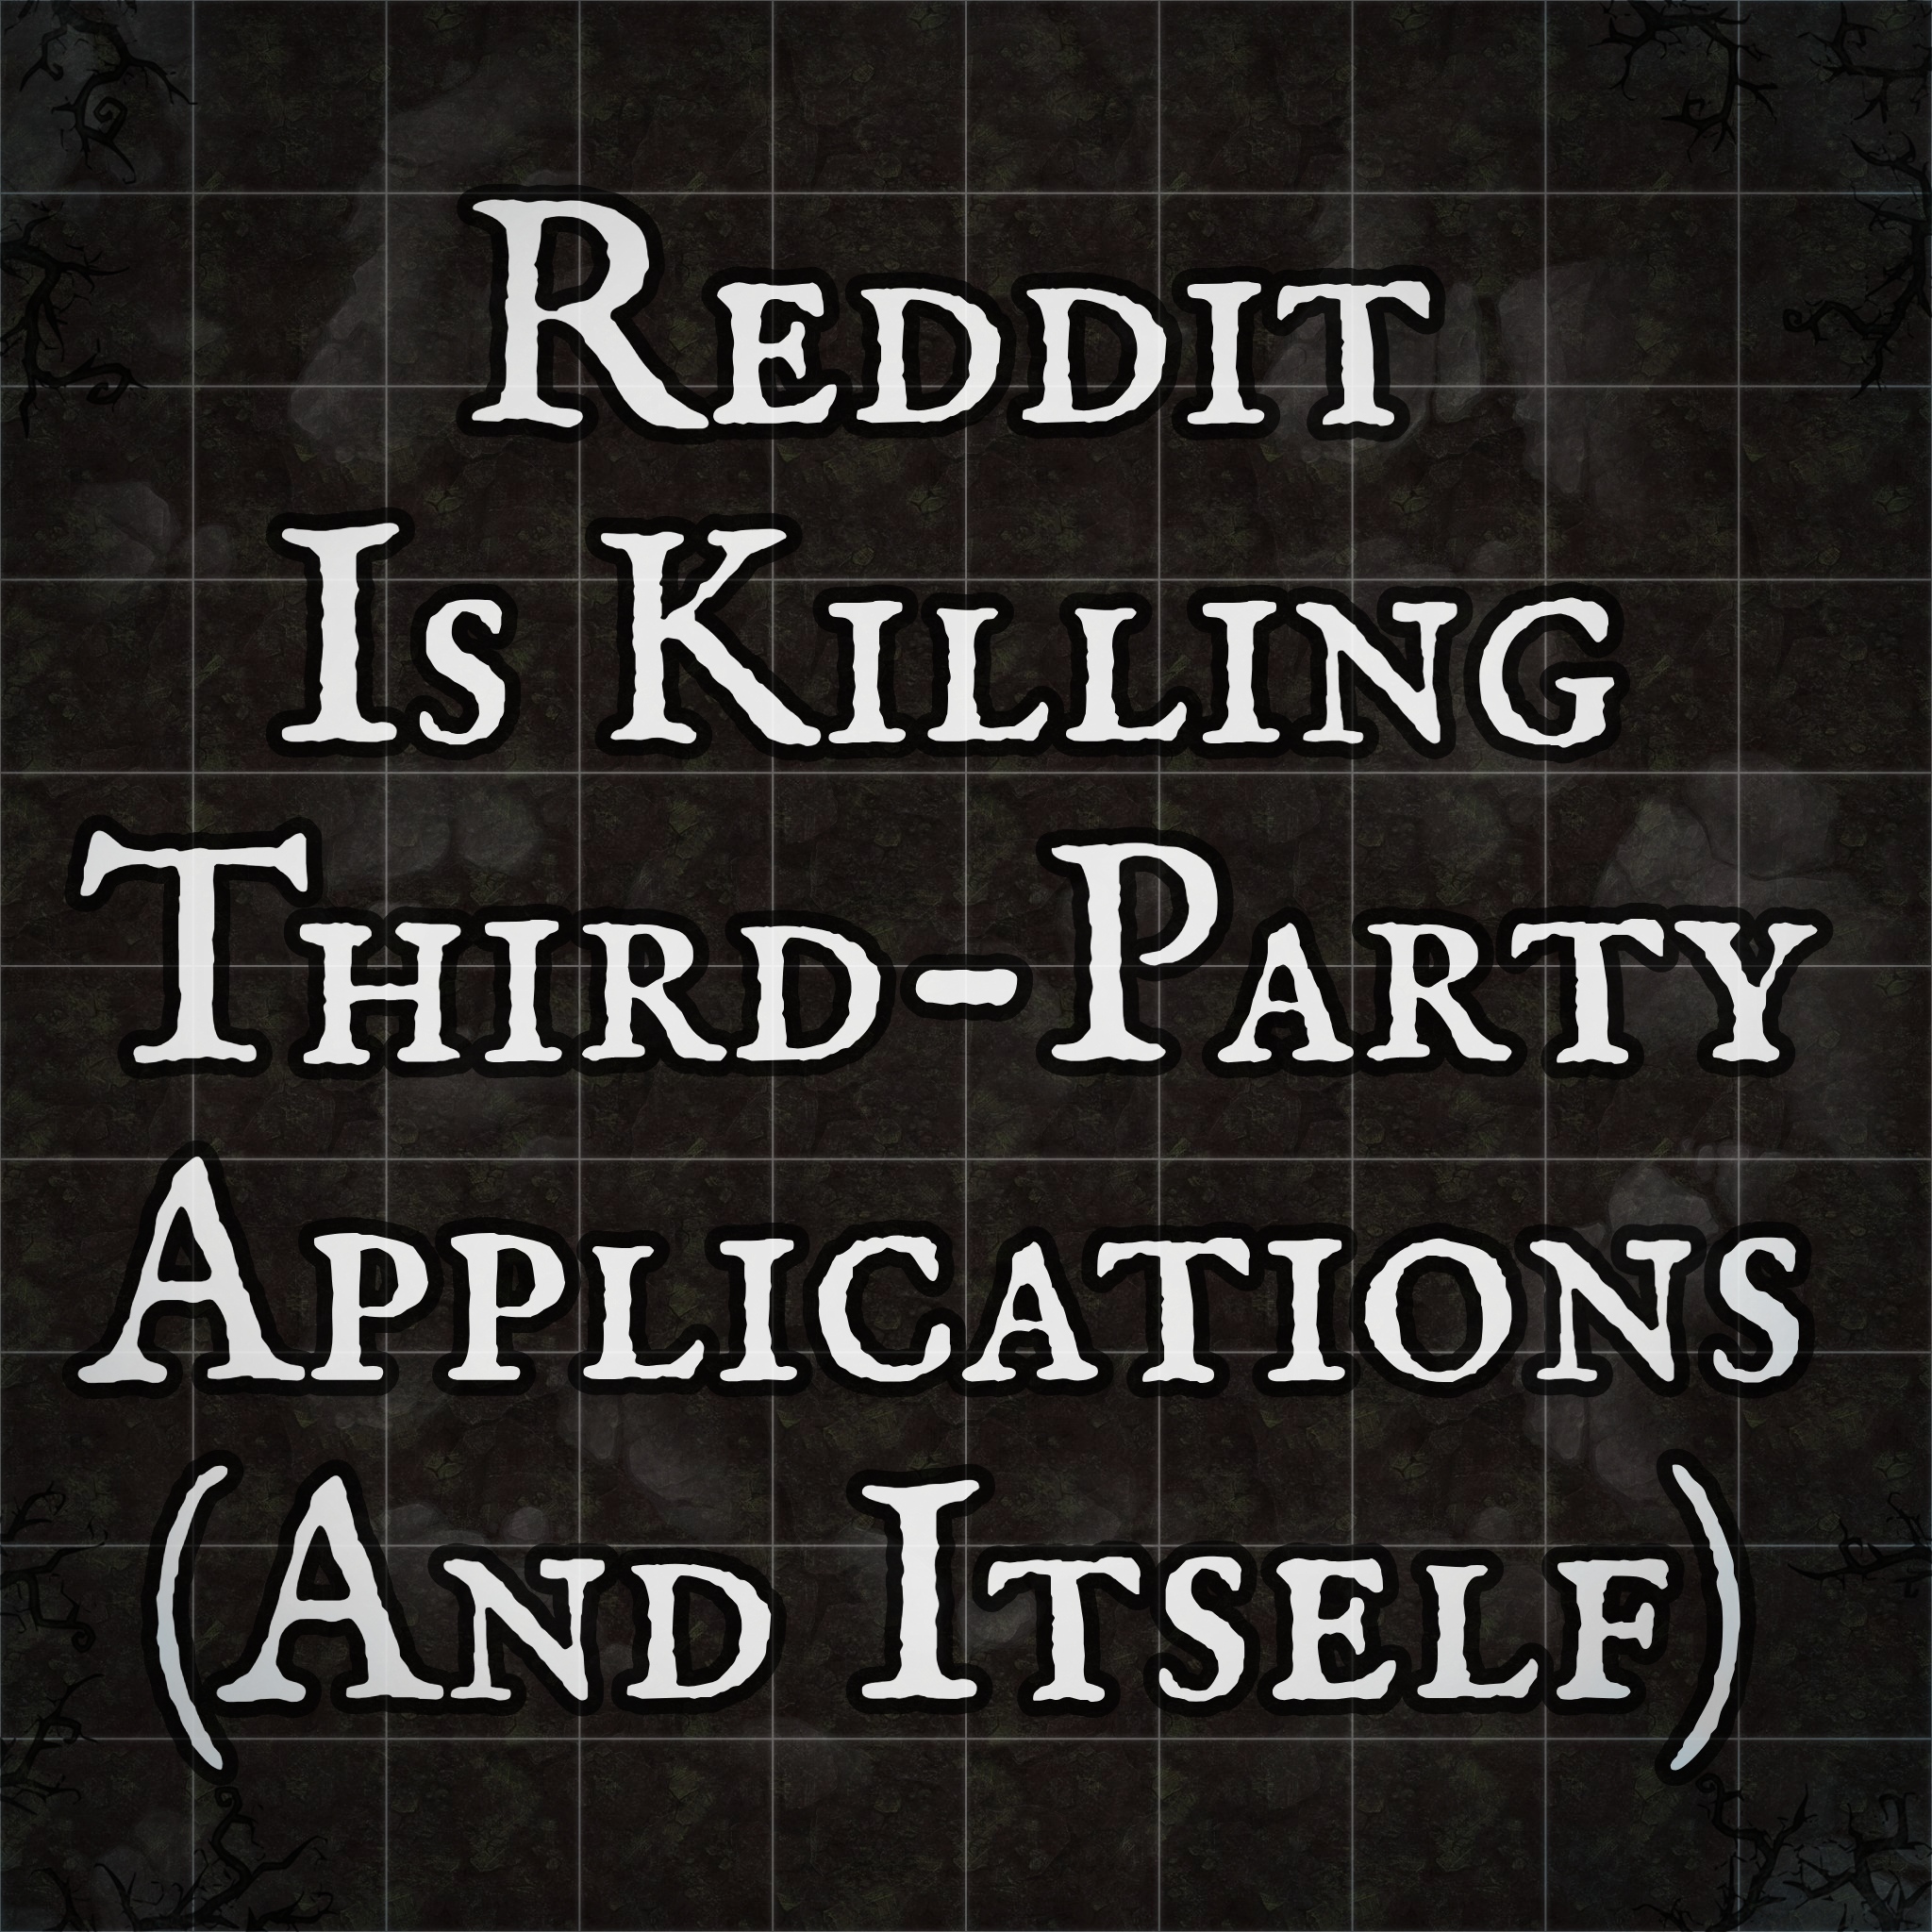 Reddit
Is Killing
Third-Party
Applications
(And Itself)